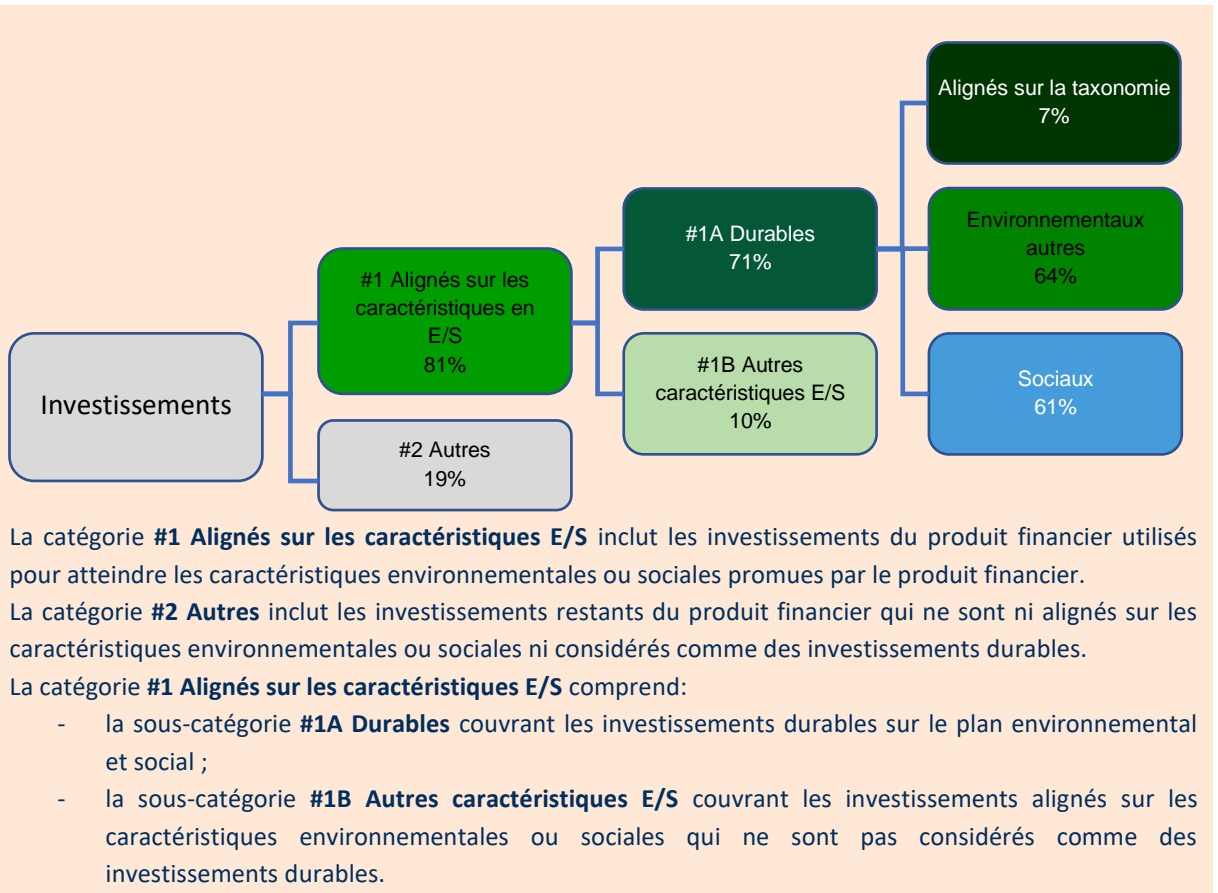 Alignés sur la taxonomie
7%
#1A Durables
71%
Environnementaux
autres
64%
#1 Alignés sur les
caractéristiques en
E/S
81%
#1B Autres
caractéristiques E/S
10%
Sociaux
61%
Investissements
#2 Autres
19%
La catégorie #1 Alignés sur les caractéristiques E/S inclut les investissements du produit financier utilisés
pour atteindre les caractéristiques environnementales ou sociales promues par le produit financier.
La catégorie #2 Autres inclut les investissements restants du produit financier qui ne sont ni alignés sur les
caractéristiques environnementales ou sociales ni considérés comme des investissements durables.
La catégorie #1 Alignés sur les caractéristiques E/S comprend:
- la sous-catégorie #1A Durables couvrant les investissements durables sur le plan environnemental
et social ;
- la sous-catégorie #1B Autres caractéristiques E/S couvrant les investissements alignés sur les
caractéristiques environnementales ou sociales qui ne sont pas considérés comme des
investissements durables.